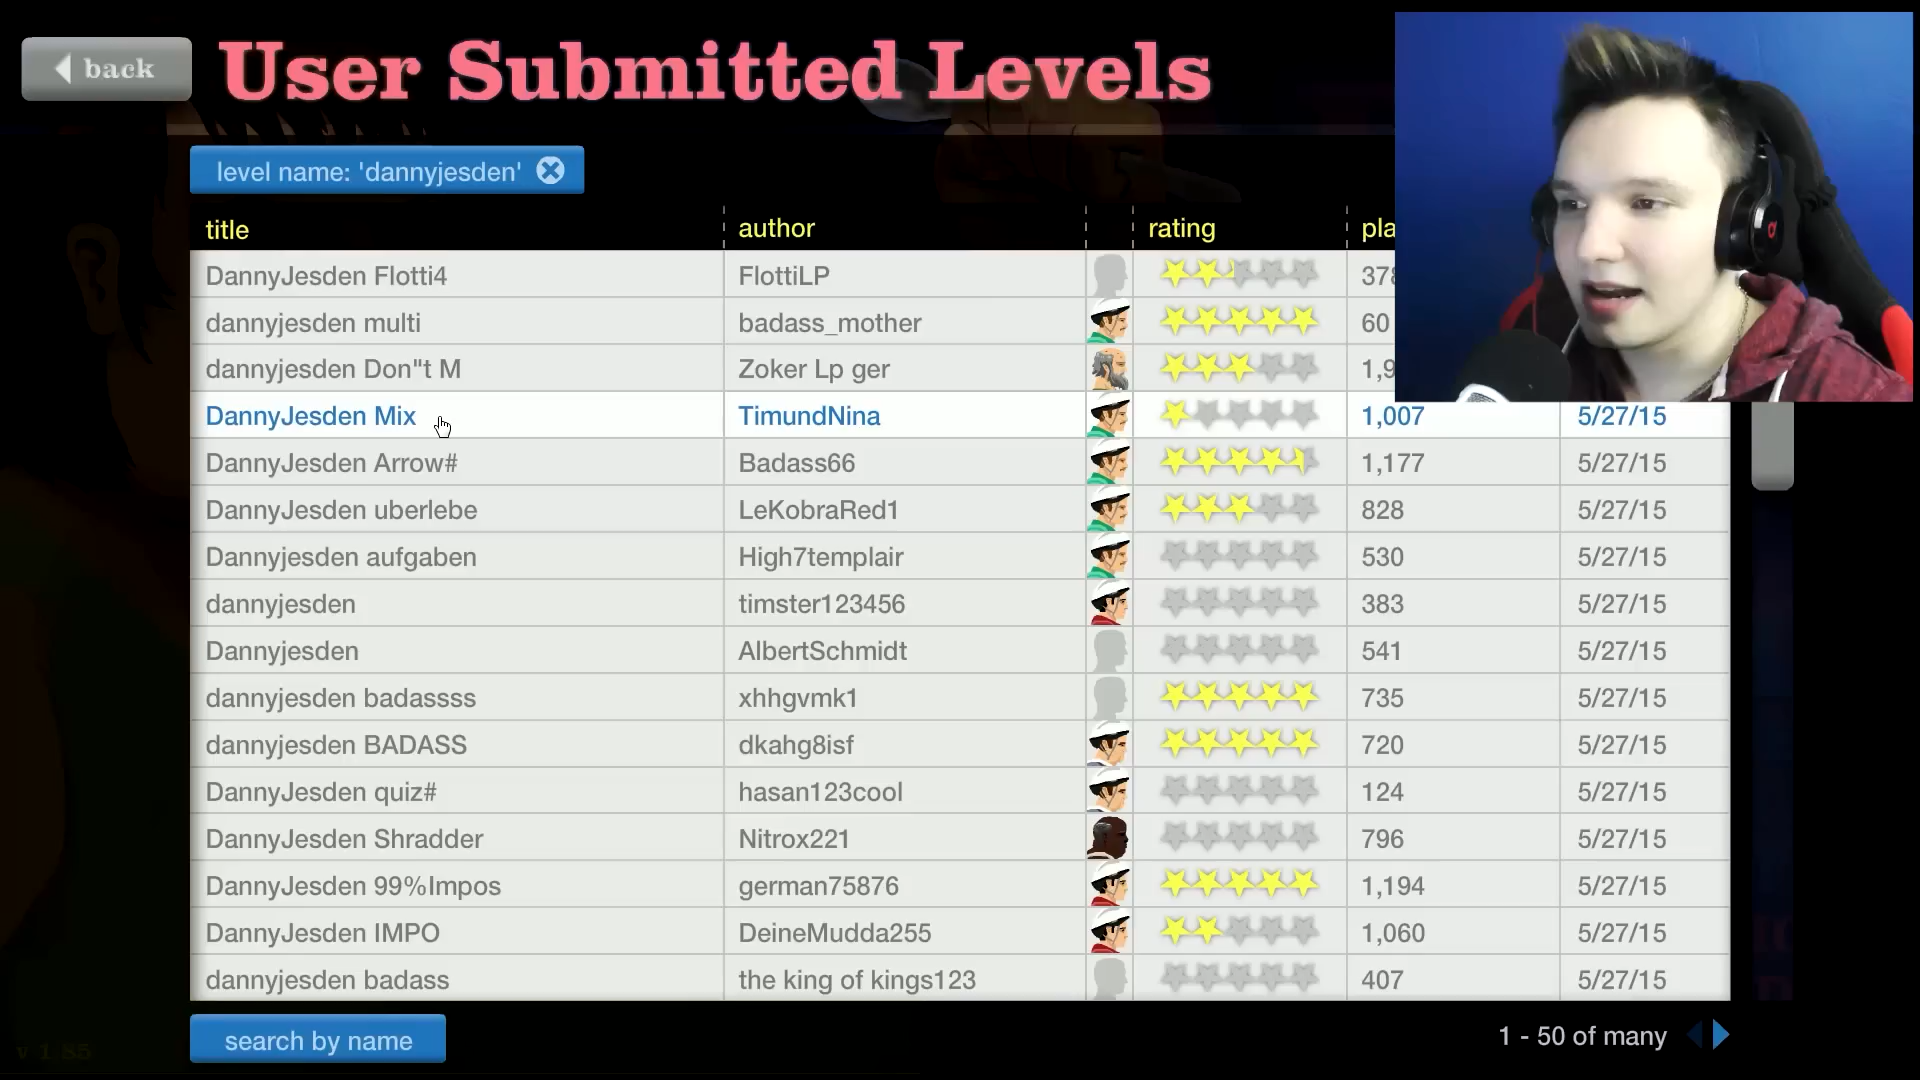 back
User Submitted Levels
level name: 'dannyjesden'
title author rating pla
DannyJesden Flotti4 FlottiLP 378
dannyjesden multi badass_mother 60
dannyjesden Don"t M Zoker Lp ger 1,9
DannyJesden Mix TimundNina 1,007 5/27/15
DannyJesden Arrow# Badass66 1,177 5/27/15
DannyJesden uberlebe LeKobraRed1 828 5/27/15
Dannyjesden aufgaben High7templair 530 5/27/15
dannyjesden timster123456 383 5/27/15
Dannyjesden AlbertSchmidt 541 5/27/15
dannyjesden badassss xhhgvmk1 735 5/27/15
dannyjesden BADASS dkahg8isf 720 5/27/15
DannyJesden quiz# hasan123cool 124 5/27/15
DannyJesden Shradder Nitrox221 796 5/27/15
DannyJesden 99%Impos german75876 1,194 5/27/15
DannyJesden IMPO DeineMudda255 1,060 5/27/15
dannyjesden badass the king of kings123 407 5/27/15
search by name
1 - 50 of many
v 1.85